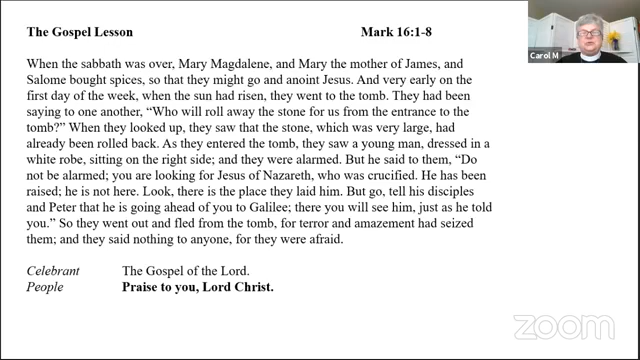 The Gospel Lesson Mark 16:1-8
Carol M
When the sabbath was over, Mary Magdalene, and Mary the mother of James, and
Salome bought spices, so that they might go and anoint Jesus. And very early on the
first day of the week, when the sun had risen, they went to the tomb. They had been
saying to one another, “Who will roll away the stone for us from the entrance to the
tomb?” When they looked up, they saw that the stone, which was very large, had
already been rolled back. As they entered the tomb, they saw a young man, dressed in a
white robe, sitting on the right side; and they were alarmed. But he said to them, “Do
not be alarmed; you are looking for Jesus of Nazareth, who was crucified. He has been
raised; he is not here. Look, there is the place they laid him. But go, tell his disciples
and Peter that he is going ahead of you to Galilee; there you will see him, just as he told
you.” So they went out and fled from the tomb, for terror and amazement had seized
them; and they said nothing to anyone, for they were afraid.
Celebrant The Gospel of the Lord.
People Praise to you, Lord Christ.
zoom